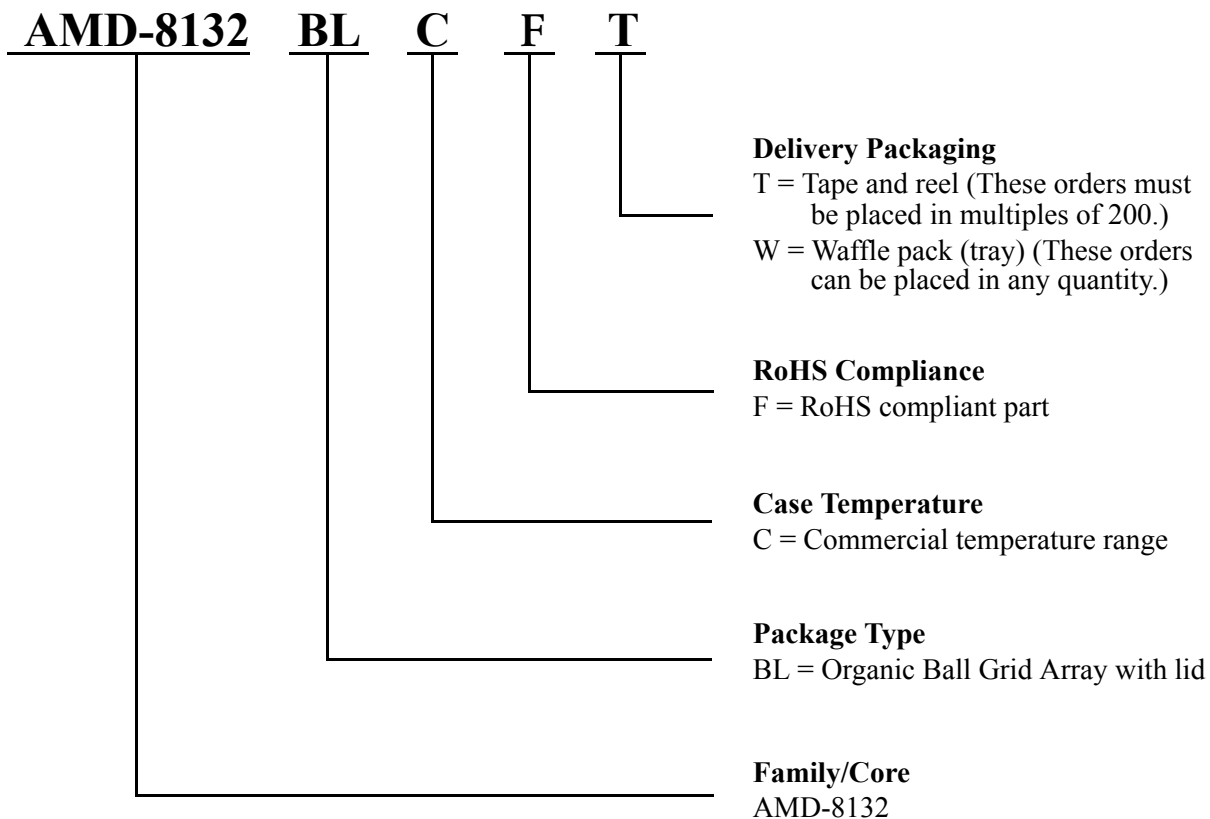 AMD-8132 BL C F T
Delivery Packaging
T = Tape and reel (These orders must
be placed in multiples of 200.)
W = Waffle pack (tray) (These orders
can be placed in any quantity.)
RoHS Compliance
F = RoHS compliant part
Case Temperature
C = Commercial temperature range
Package Type
BL = Organic Ball Grid Array with lid
Family/Core
AMD-8132